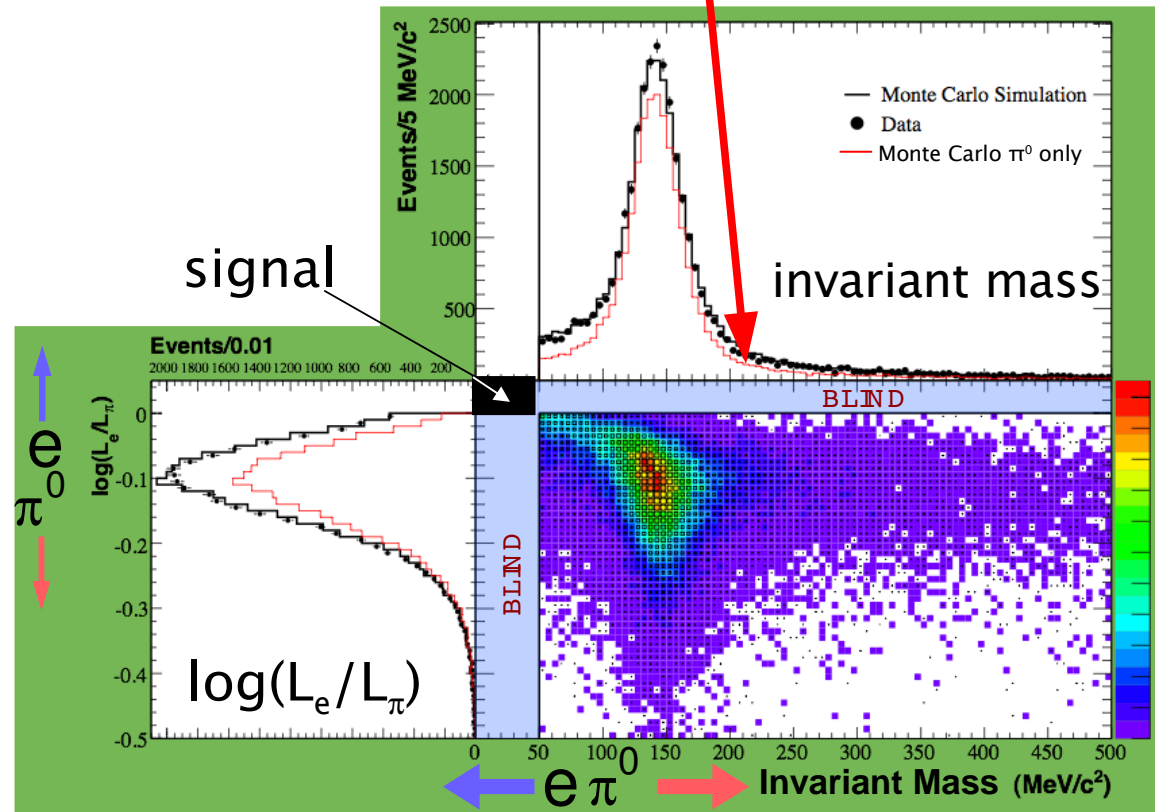 Events/5 MeV/c²
2500
2000
1500
1000
500
Monte Carlo Simulation
Data
Monte Carlo π⁰ only
signal
invariant mass
Events/0.01
2000 1800 1600 1400 1200 1000 800 600 400 200
BLIND
e
π⁰
log(Lₑ/Lπ)
0
-0.1
-0.2
-0.3
-0.4
-0.5
BLIND
log(Lₑ/Lπ)
0 50 100 150 200 250 300 350 400 450 500
e π⁰
Invariant Mass (MeV/c²)